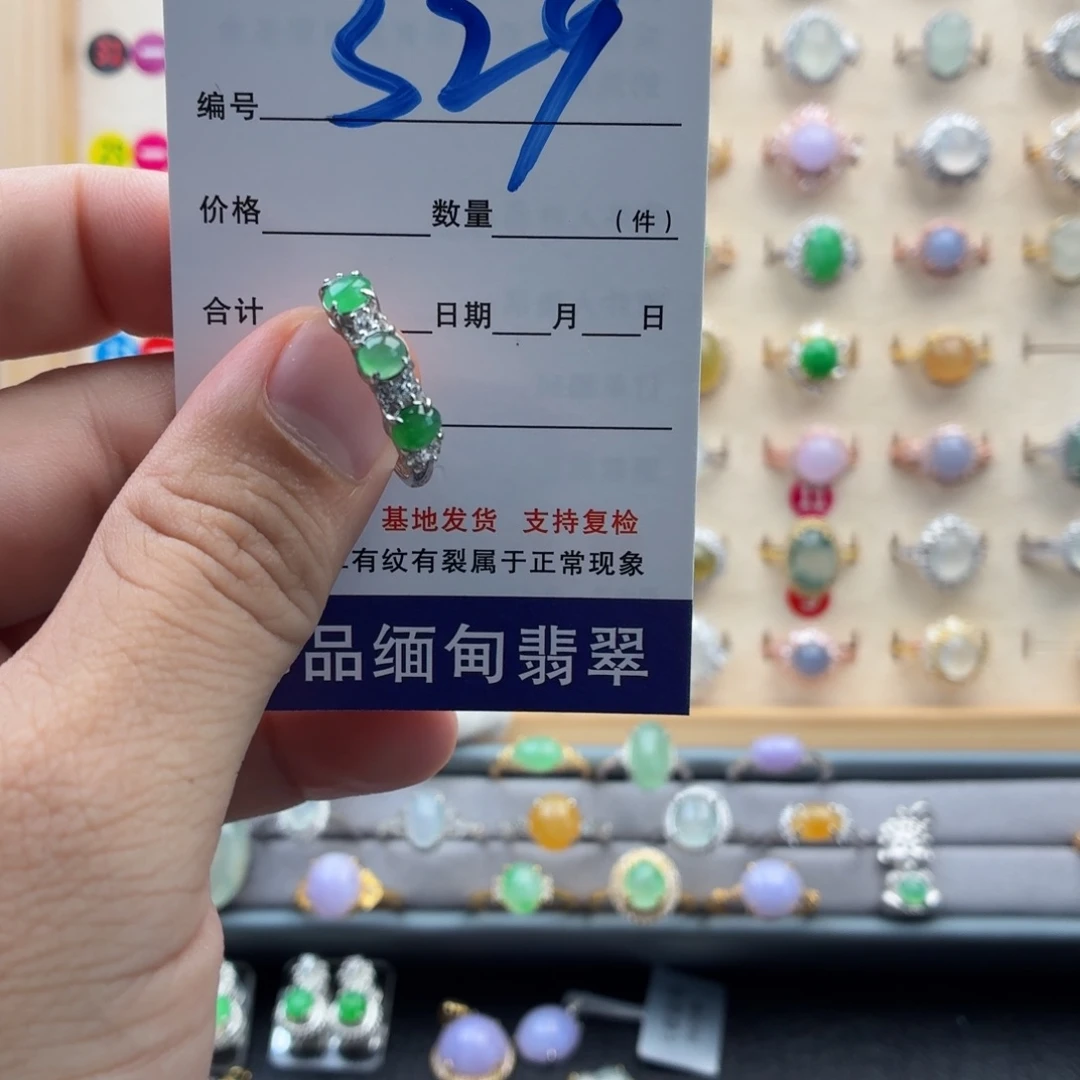 编号 529
价格 数量 （件）
合计 日期 月 日
基地发货 支持复检
有纹有裂属于正常现象
品缅甸翡翠